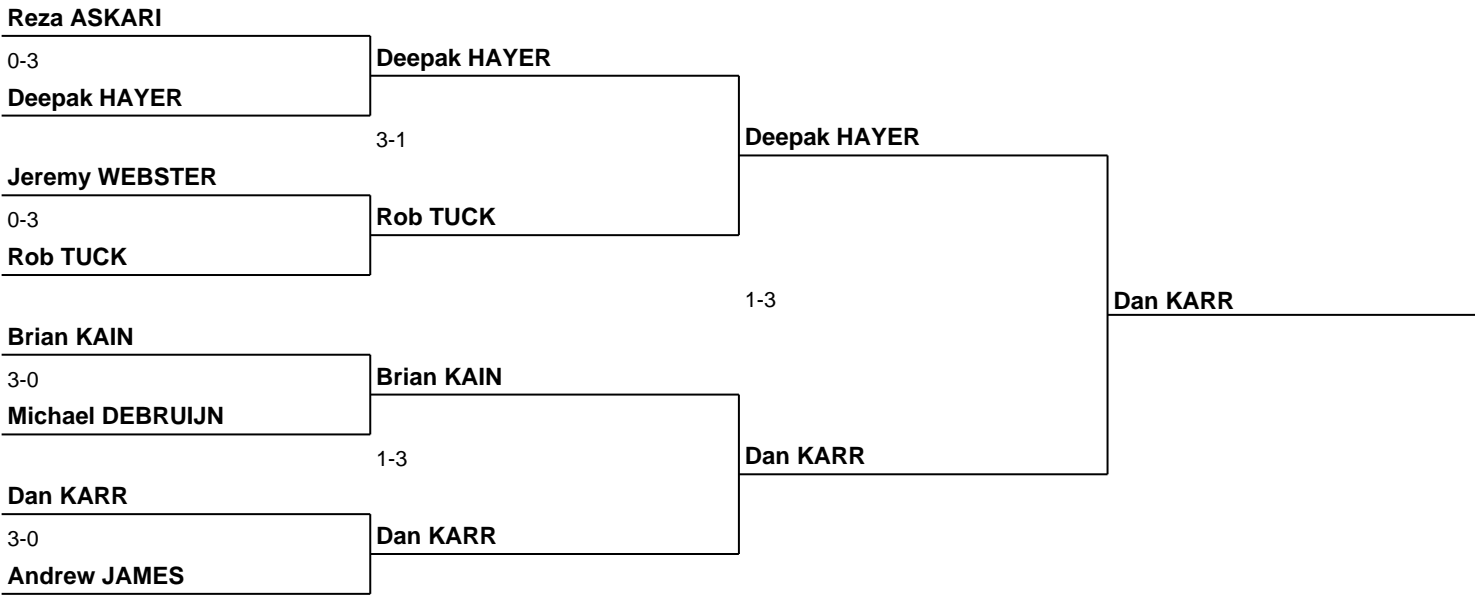 Reza ASKARI
0-3
Deepak HAYER
Deepak HAYER
3-1
Deepak HAYER
Jeremy WEBSTER
0-3
Rob TUCK
Rob TUCK
1-3
Dan KARR
Brian KAIN
3-0
Brian KAIN
Michael DEBRUIJN
1-3
Dan KARR
Dan KARR
3-0
Dan KARR
Andrew JAMES